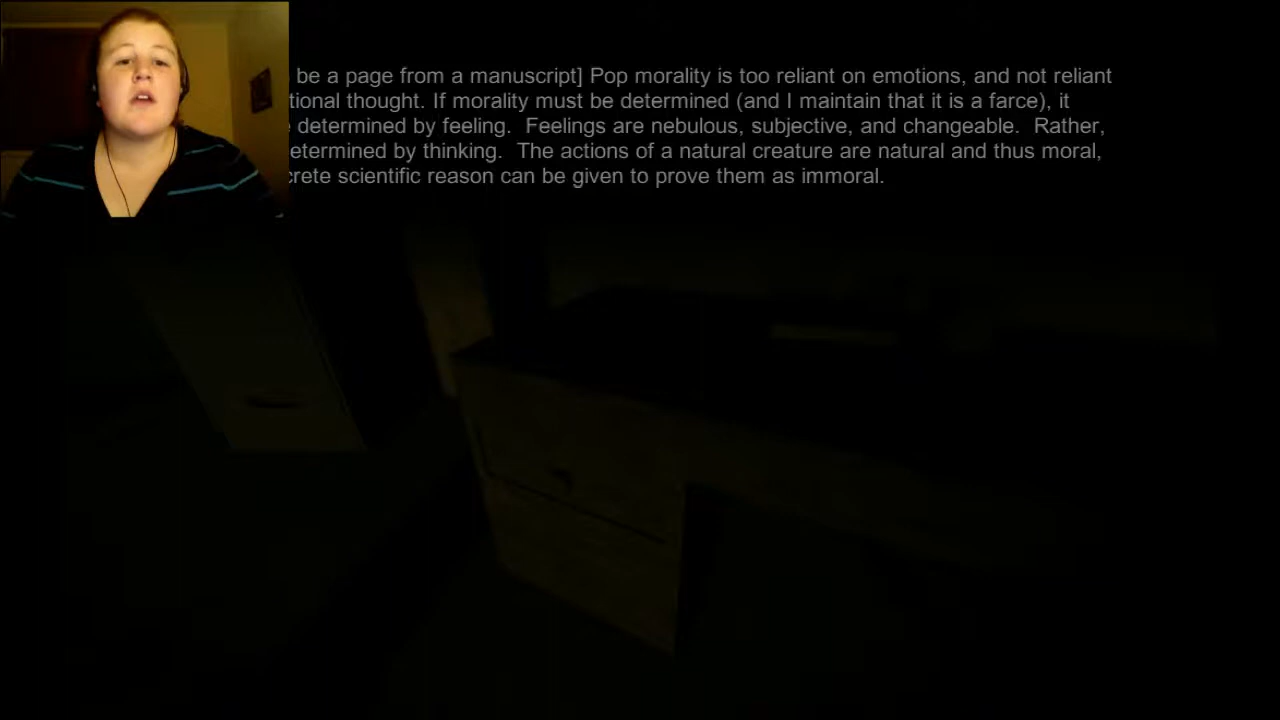 be a page from a manuscript] Pop morality is too reliant on emotions, and not reliant
tional thought. If morality must be determined (and I maintain that it is a farce), it
determined by feeling.  Feelings are nebulous, subjective, and changeable.  Rather,
etermined by thinking.  The actions of a natural creature are natural and thus moral,
crete scientific reason can be given to prove them as immoral.